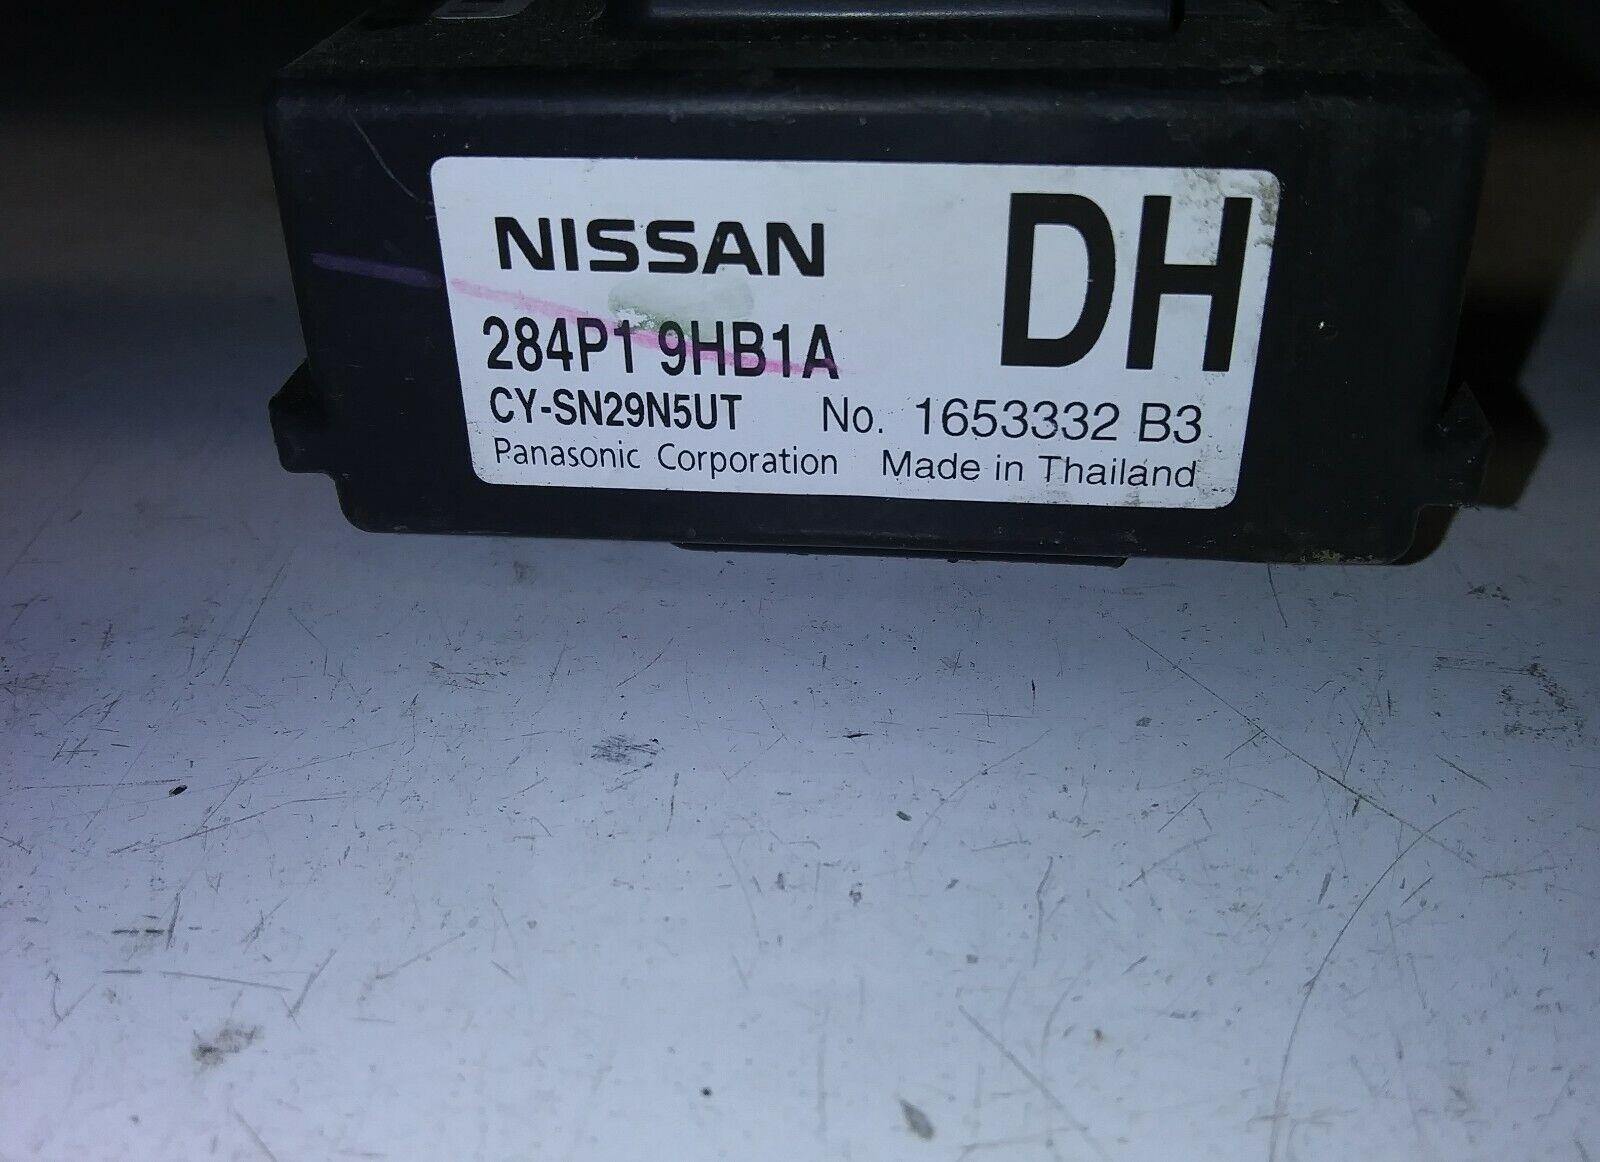 NISSAN DH
284P1 9HB1A
CY-SN29N5UT No. 1653332 B3
Panasonic Corporation Made in Thailand